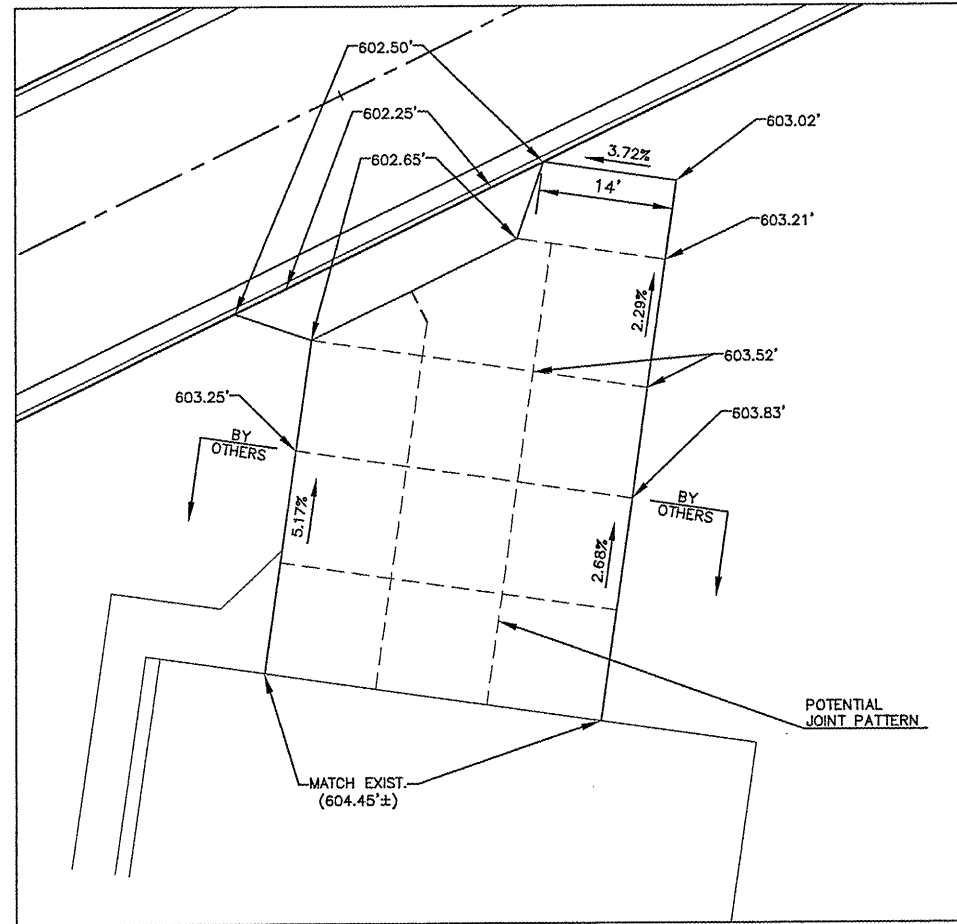 602.50'
602.25'
602.65'
603.02'
3.72%
14'
603.21'
2.29%
603.52'
603.25'
603.83'
BY
OTHERS
BY
OTHERS
5.17%
2.68%
POTENTIAL
JOINT PATTERN
MATCH EXIST.
(604.45'±)